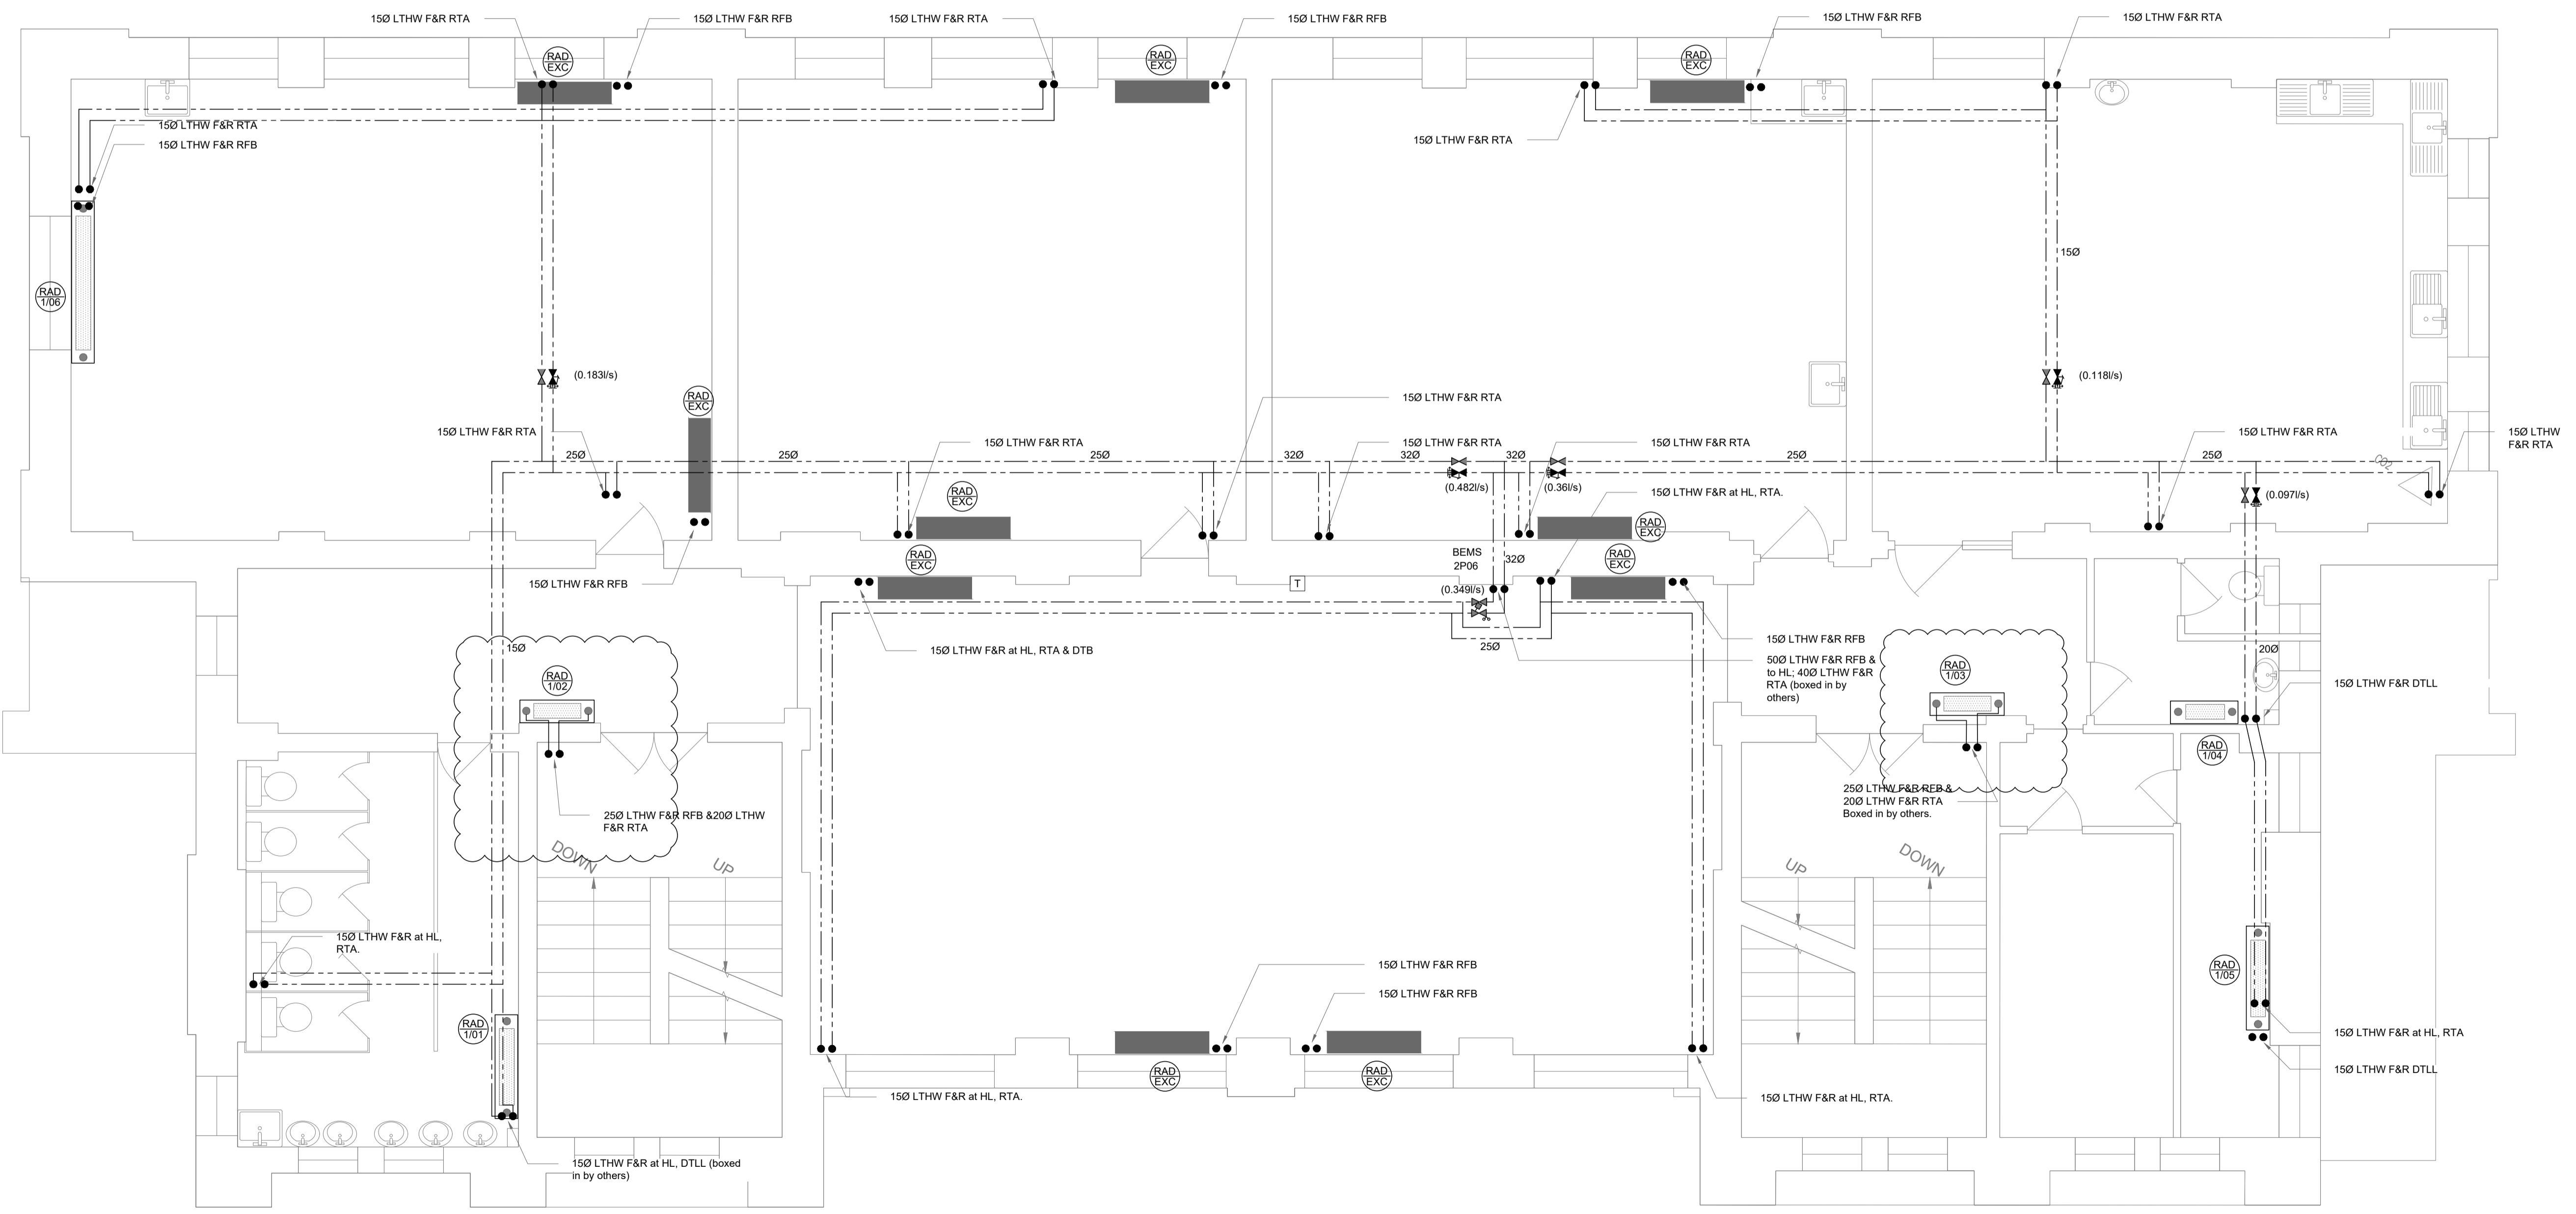 15Ø LTHW F&R RTA
15Ø LTHW F&R RFB
15Ø LTHW F&R RTA
15Ø LTHW F&R RFB
15Ø LTHW F&R RFB
15Ø LTHW F&R RTA
RAD
EXC
RAD
EXC
RAD
EXC
15Ø LTHW F&R RTA
15Ø LTHW F&R RFB
15Ø LTHW F&R RTA
15Ø
RAD
1/06
(0.183l/s)
(0.118l/s)
RAD
EXC
15Ø LTHW F&R RTA
15Ø LTHW F&R RTA
15Ø LTHW F&R RTA
15Ø LTHW F&R RTA
15Ø LTHW F&R RTA
15Ø LTHW F&R RTA
15Ø LTHW
F&R RTA
25Ø
25Ø
25Ø
32Ø
32Ø
32Ø
25Ø
25Ø
C02
(0.482l/s)
(0.36l/s)
(0.097l/s)
15Ø LTHW F&R at HL, RTA.
RAD
EXC
RAD
EXC
RAD
EXC
RAD
EXC
BEMS
2P06
32Ø
15Ø LTHW F&R RFB
T
(0.349l/s)
15Ø
15Ø LTHW F&R at HL, RTA & DTB
25Ø
15Ø LTHW F&R RFB
50Ø LTHW F&R RFB &
to HL; 40Ø LTHW F&R
RTA (boxed in by
others)
20Ø
RAD
1/02
RAD
1/03
15Ø LTHW F&R DTLL
RAD
1/04
25Ø LTHW F&R RFB &20Ø LTHW
F&R RTA
25Ø LTHW F&R RFB &
20Ø LTHW F&R RTA
Boxed in by others.
DOWN
UP
UP
DOWN
15Ø LTHW F&R at HL,
RTA.
15Ø LTHW F&R RFB
RAD
1/05
15Ø LTHW F&R RFB
RAD
1/01
15Ø LTHW F&R at HL, RTA
15Ø LTHW F&R DTLL
RAD
EXC
RAD
EXC
15Ø LTHW F&R at HL, RTA.
15Ø LTHW F&R at HL, RTA.
15Ø LTHW F&R at HL, DTLL (boxed
in by others)